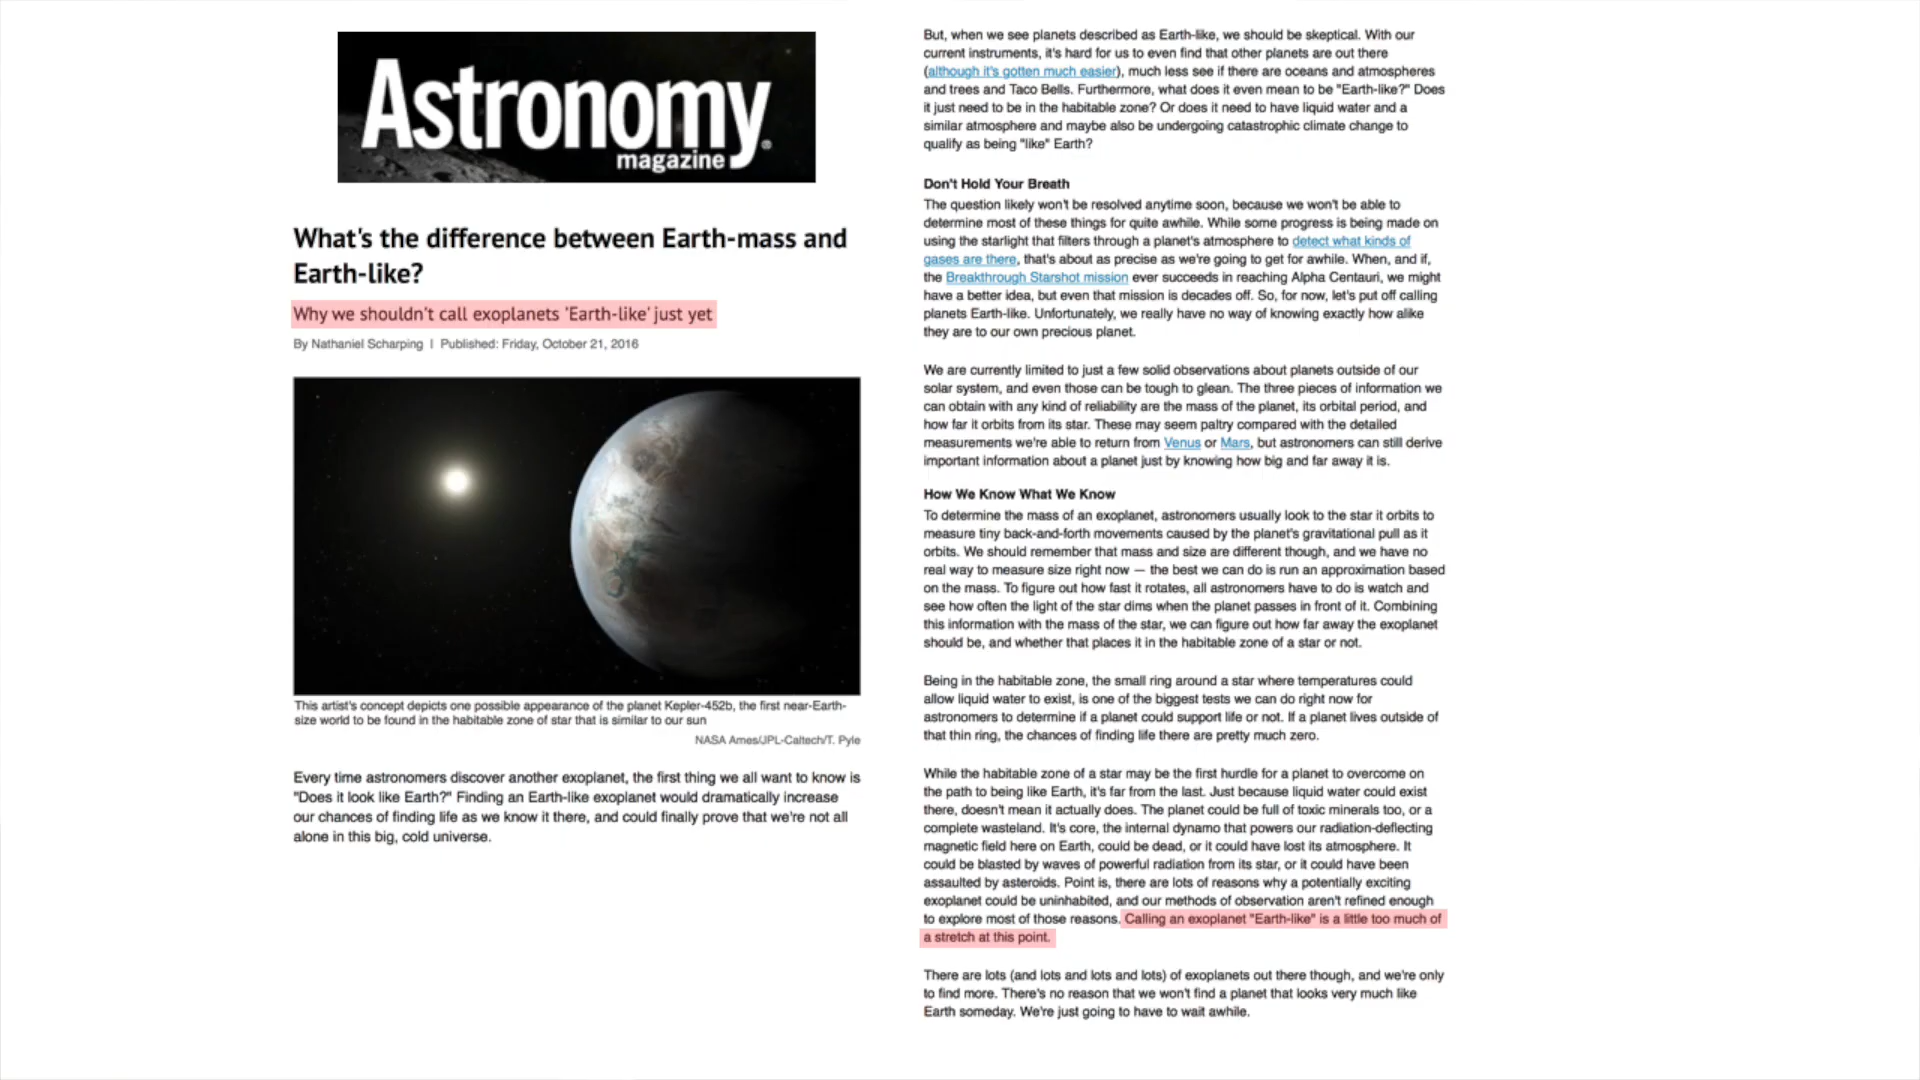 Astronomy®
magazine
What's the difference between Earth-mass and
Earth-like?
Why we shouldn't call exoplanets 'Earth-like' just yet
By Nathaniel Scharping | Published: Friday, October 21, 2016
This artist's concept depicts one possible appearance of the planet Kepler-452b, the first near-Earth-
size world to be found in the habitable zone of star that is similar to our sun
NASA Ames/JPL-Caltech/T. Pyle
Every time astronomers discover another exoplanet, the first thing we all want to know is
"Does it look like Earth?" Finding an Earth-like exoplanet would dramatically increase
our chances of finding life as we know it there, and could finally prove that we're not all
alone in this big, cold universe.
But, when we see planets described as Earth-like, we should be skeptical. With our
current instruments, it's hard for us to even find that other planets are out there
(although it's gotten much easier), much less see if there are oceans and atmospheres
and trees and Taco Bells. Furthermore, what does it even mean to be "Earth-like?" Does
it just need to be in the habitable zone? Or does it need to have liquid water and a
similar atmosphere and maybe also be undergoing catastrophic climate change to
qualify as being "like" Earth?
Don't Hold Your Breath
The question likely won't be resolved anytime soon, because we won't be able to
determine most of these things for quite awhile. While some progress is being made on
using the starlight that filters through a planet's atmosphere to detect what kinds of
gases are there, that's about as precise as we're going to get for awhile. When, and if,
the Breakthrough Starshot mission ever succeeds in reaching Alpha Centauri, we might
have a better idea, but even that mission is decades off. So, for now, let's put off calling
planets Earth-like. Unfortunately, we really have no way of knowing exactly how alike
they are to our own precious planet.
We are currently limited to just a few solid observations about planets outside of our
solar system, and even those can be tough to glean. The three pieces of information we
can obtain with any kind of reliability are the mass of the planet, its orbital period, and
how far it orbits from its star. These may seem paltry compared with the detailed
measurements we're able to return from Venus or Mars, but astronomers can still derive
important information about a planet just by knowing how big and far away it is.
How We Know What We Know
To determine the mass of an exoplanet, astronomers usually look to the star it orbits to
measure tiny back-and-forth movements caused by the planet's gravitational pull as it
orbits. We should remember that mass and size are different though, and we have no
real way to measure size right now — the best we can do is run an approximation based
on the mass. To figure out how fast it rotates, all astronomers have to do is watch and
see how often the light of the star dims when the planet passes in front of it. Combining
this information with the mass of the star, we can figure out how far away the exoplanet
should be, and whether that places it in the habitable zone of a star or not.
Being in the habitable zone, the small ring around a star where temperatures could
allow liquid water to exist, is one of the biggest tests we can do right now for
astronomers to determine if a planet could support life or not. If a planet lives outside of
that thin ring, the chances of finding life there are pretty much zero.
While the habitable zone of a star may be the first hurdle for a planet to overcome on
the path to being like Earth, it's far from the last. Just because liquid water could exist
there, doesn't mean it actually does. The planet could be full of toxic minerals too, or a
complete wasteland. It's core, the internal dynamo that powers our radiation-deflecting
magnetic field here on Earth, could be dead, or it could have lost its atmosphere. It
could be blasted by waves of powerful radiation from its star, or it could have been
assaulted by asteroids. Point is, there are lots of reasons why a potentially exciting
exoplanet could be uninhabited, and our methods of observation aren't refined enough
to explore most of those reasons. Calling an exoplanet "Earth-like" is a little too much of
a stretch at this point.
There are lots (and lots and lots and lots) of exoplanets out there though, and we're only
to find more. There's no reason that we won't find a planet that looks very much like
Earth someday. We're just going to have to wait awhile.